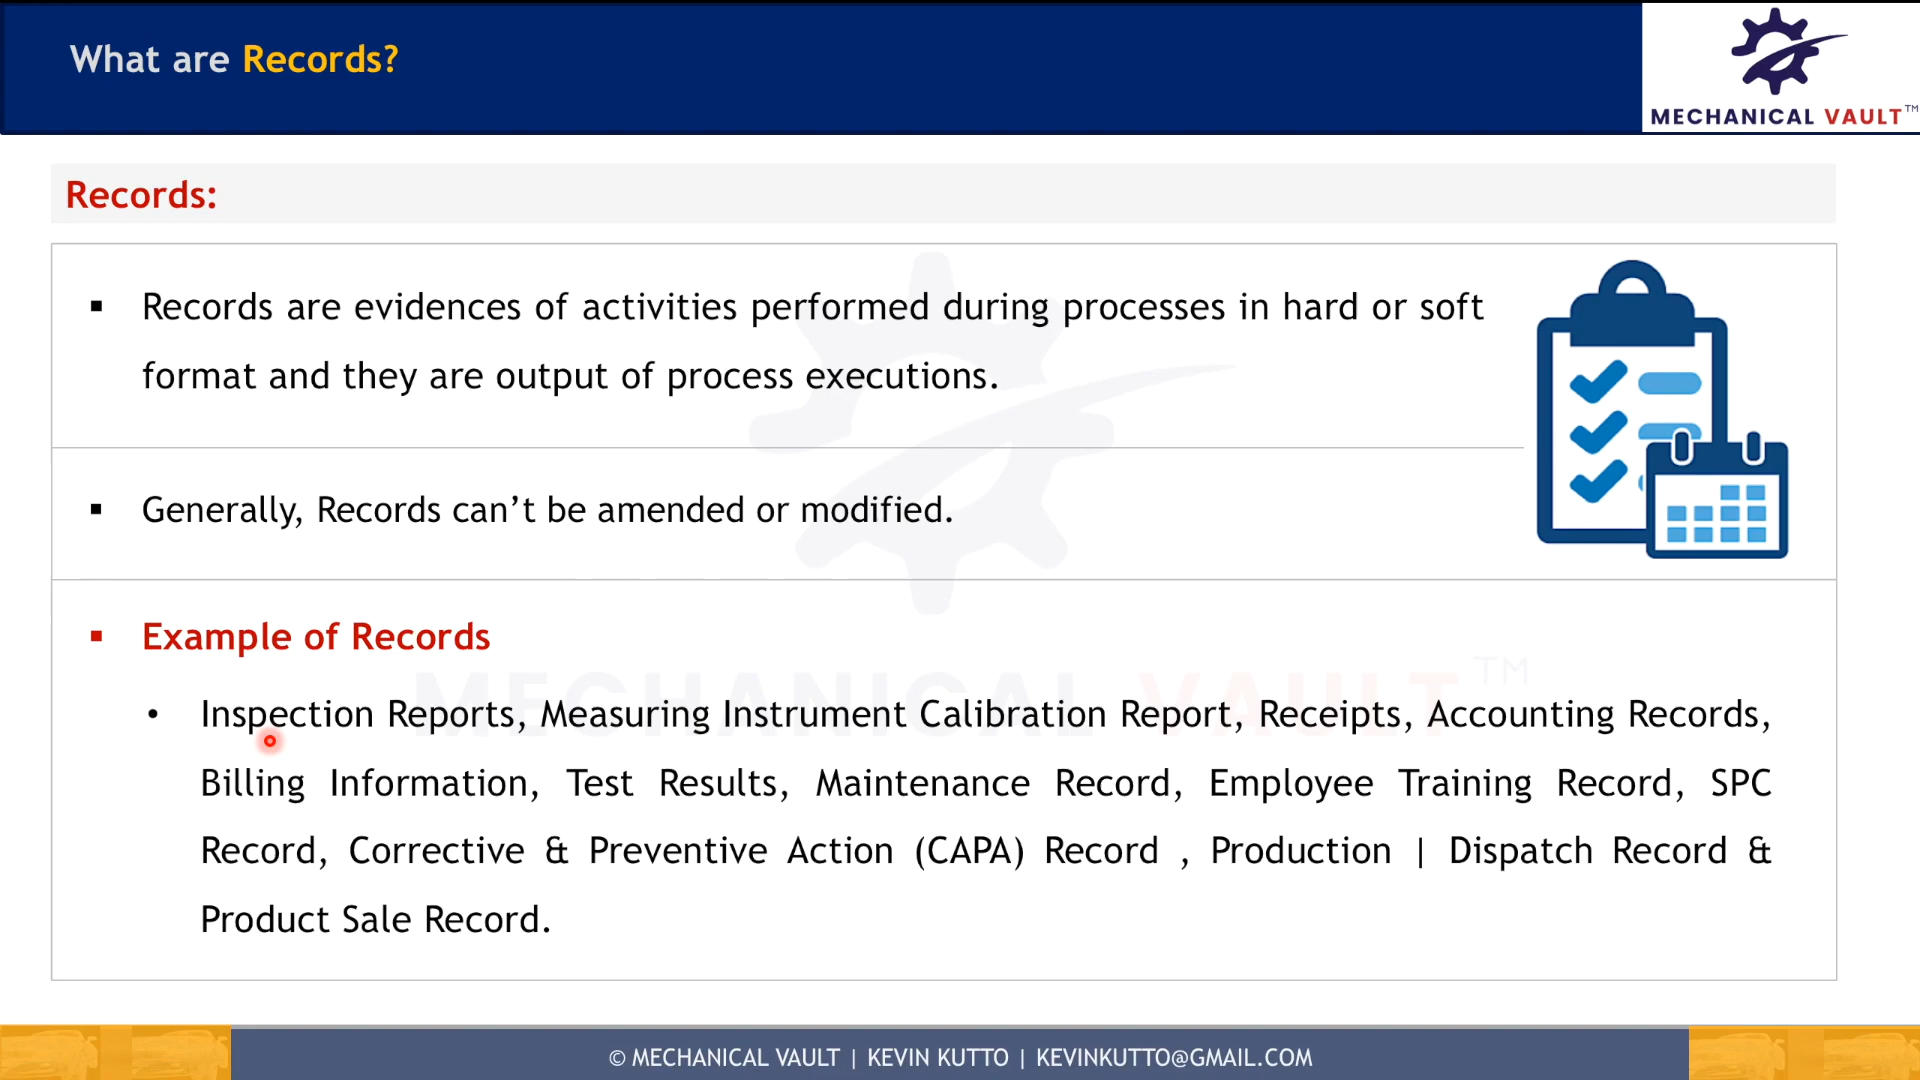 What are Records?
MECHANICAL VAULT™
Records:
▪ Records are evidences of activities performed during processes in hard or soft
format and they are output of process executions.
▪ Generally, Records can’t be amended or modified.
▪ Example of Records
• Inspection Reports, Measuring Instrument Calibration Report, Receipts, Accounting Records,
Billing Information, Test Results, Maintenance Record, Employee Training Record, SPC
Record, Corrective & Preventive Action (CAPA) Record , Production | Dispatch Record &
Product Sale Record.
MECHANICAL VAULT™
© MECHANICAL VAULT | KEVIN KUTTO | KEVINKUTTO@GMAIL.COM